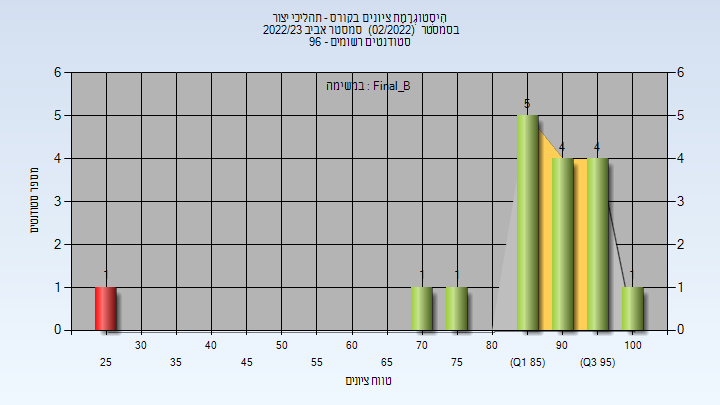 היסטוגרמת ציונים בקורס - תהליכי יצור
בסמסטר (02/2022) סמסטר אביב 2022/23
סטודנטים רשומים - 96
במשימה : Final_B
מספר סטודנטים
6 6
5 5
4 4
3 3
2 2
1 1
0 0
1 1 1 5 4 4 1
30 40 50 60 70 80 90 100
25 35 45 55 65 75 (Q1 85) (Q3 95)
טווח ציונים